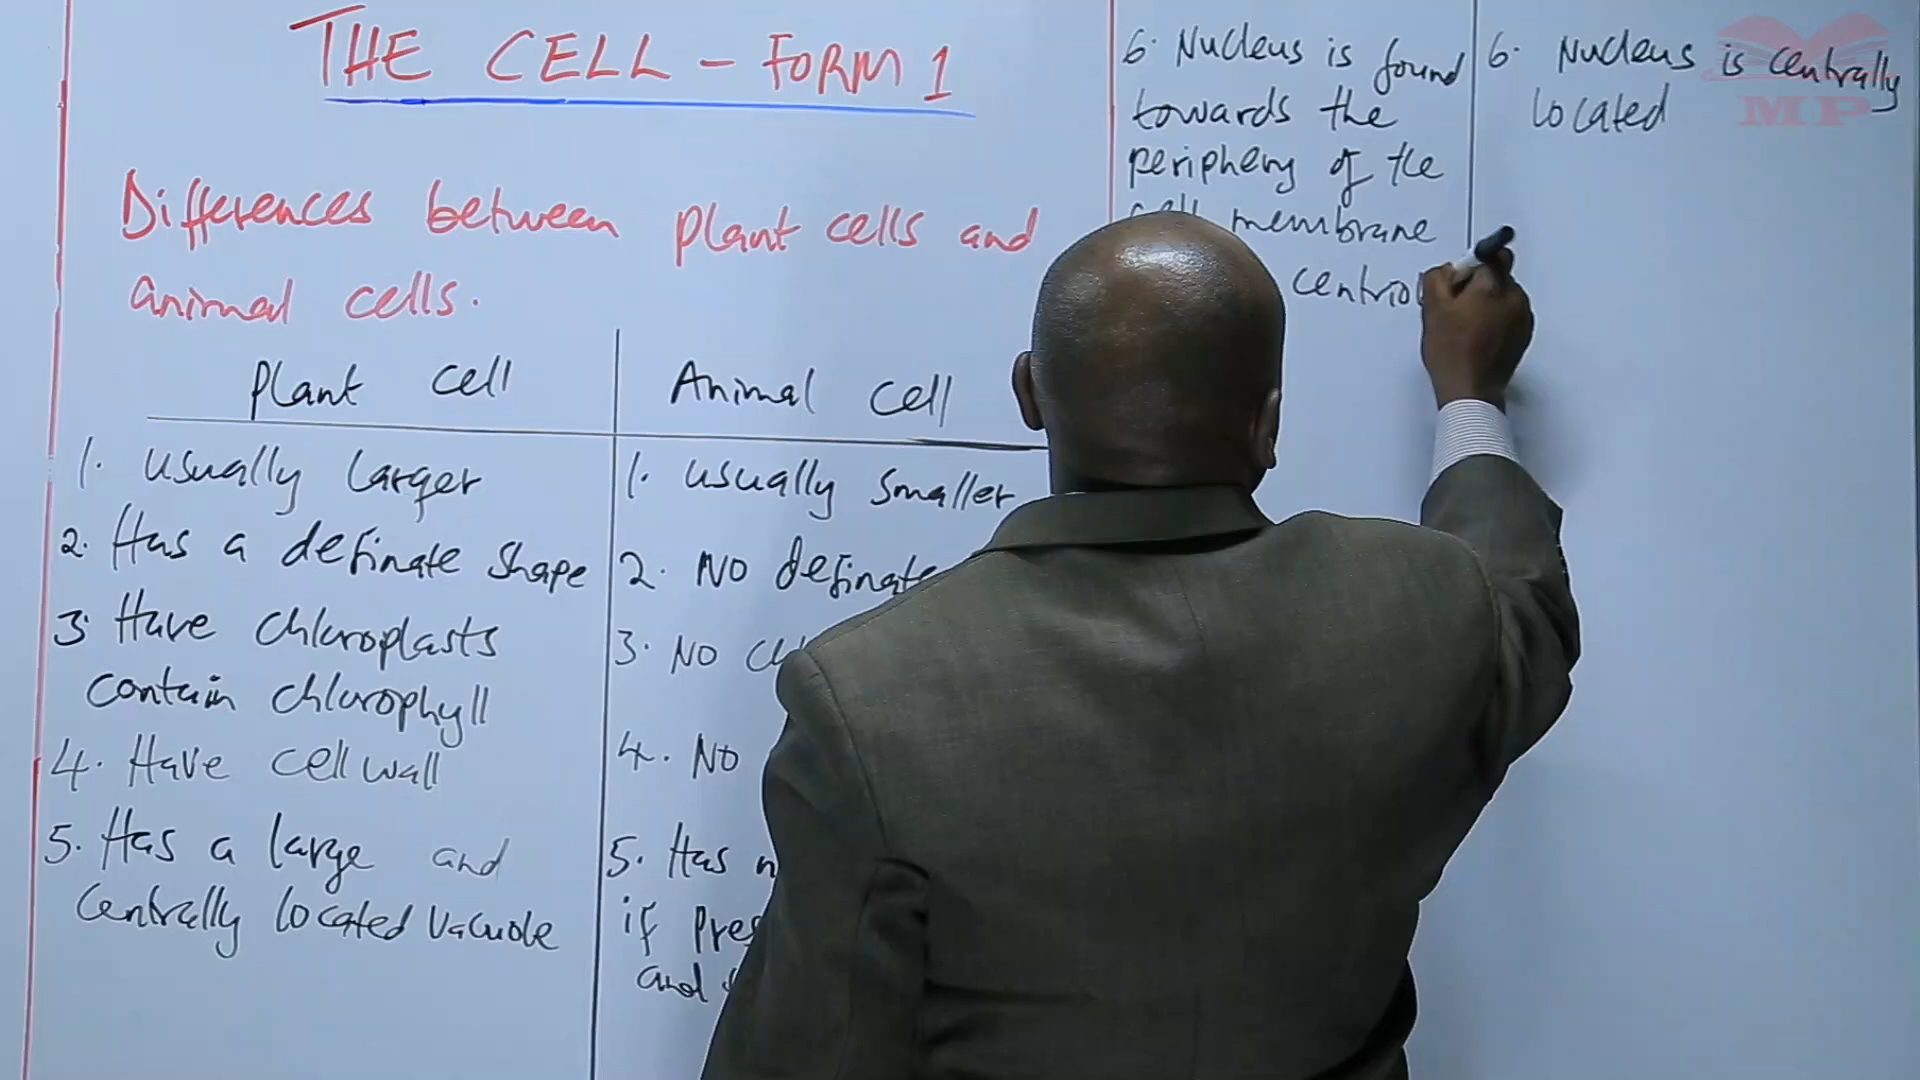 THE CELL - FORM 1
Differences between plant cells and
animal cells.
Plant cell
1. Usually larger
2. Has a definate shape
3. Have chloroplasts
contain chlorophyll
4. Have cell wall
5. Has a large and
Centrally located Vacuole
Animal cell
1. Usually smaller
2. NO definate
3. NO
4. NO
5. Has
if
and
6. Nucleus is found
towards the
periphery of the
cell membrane
6. Nucleus is centrally
located
MP